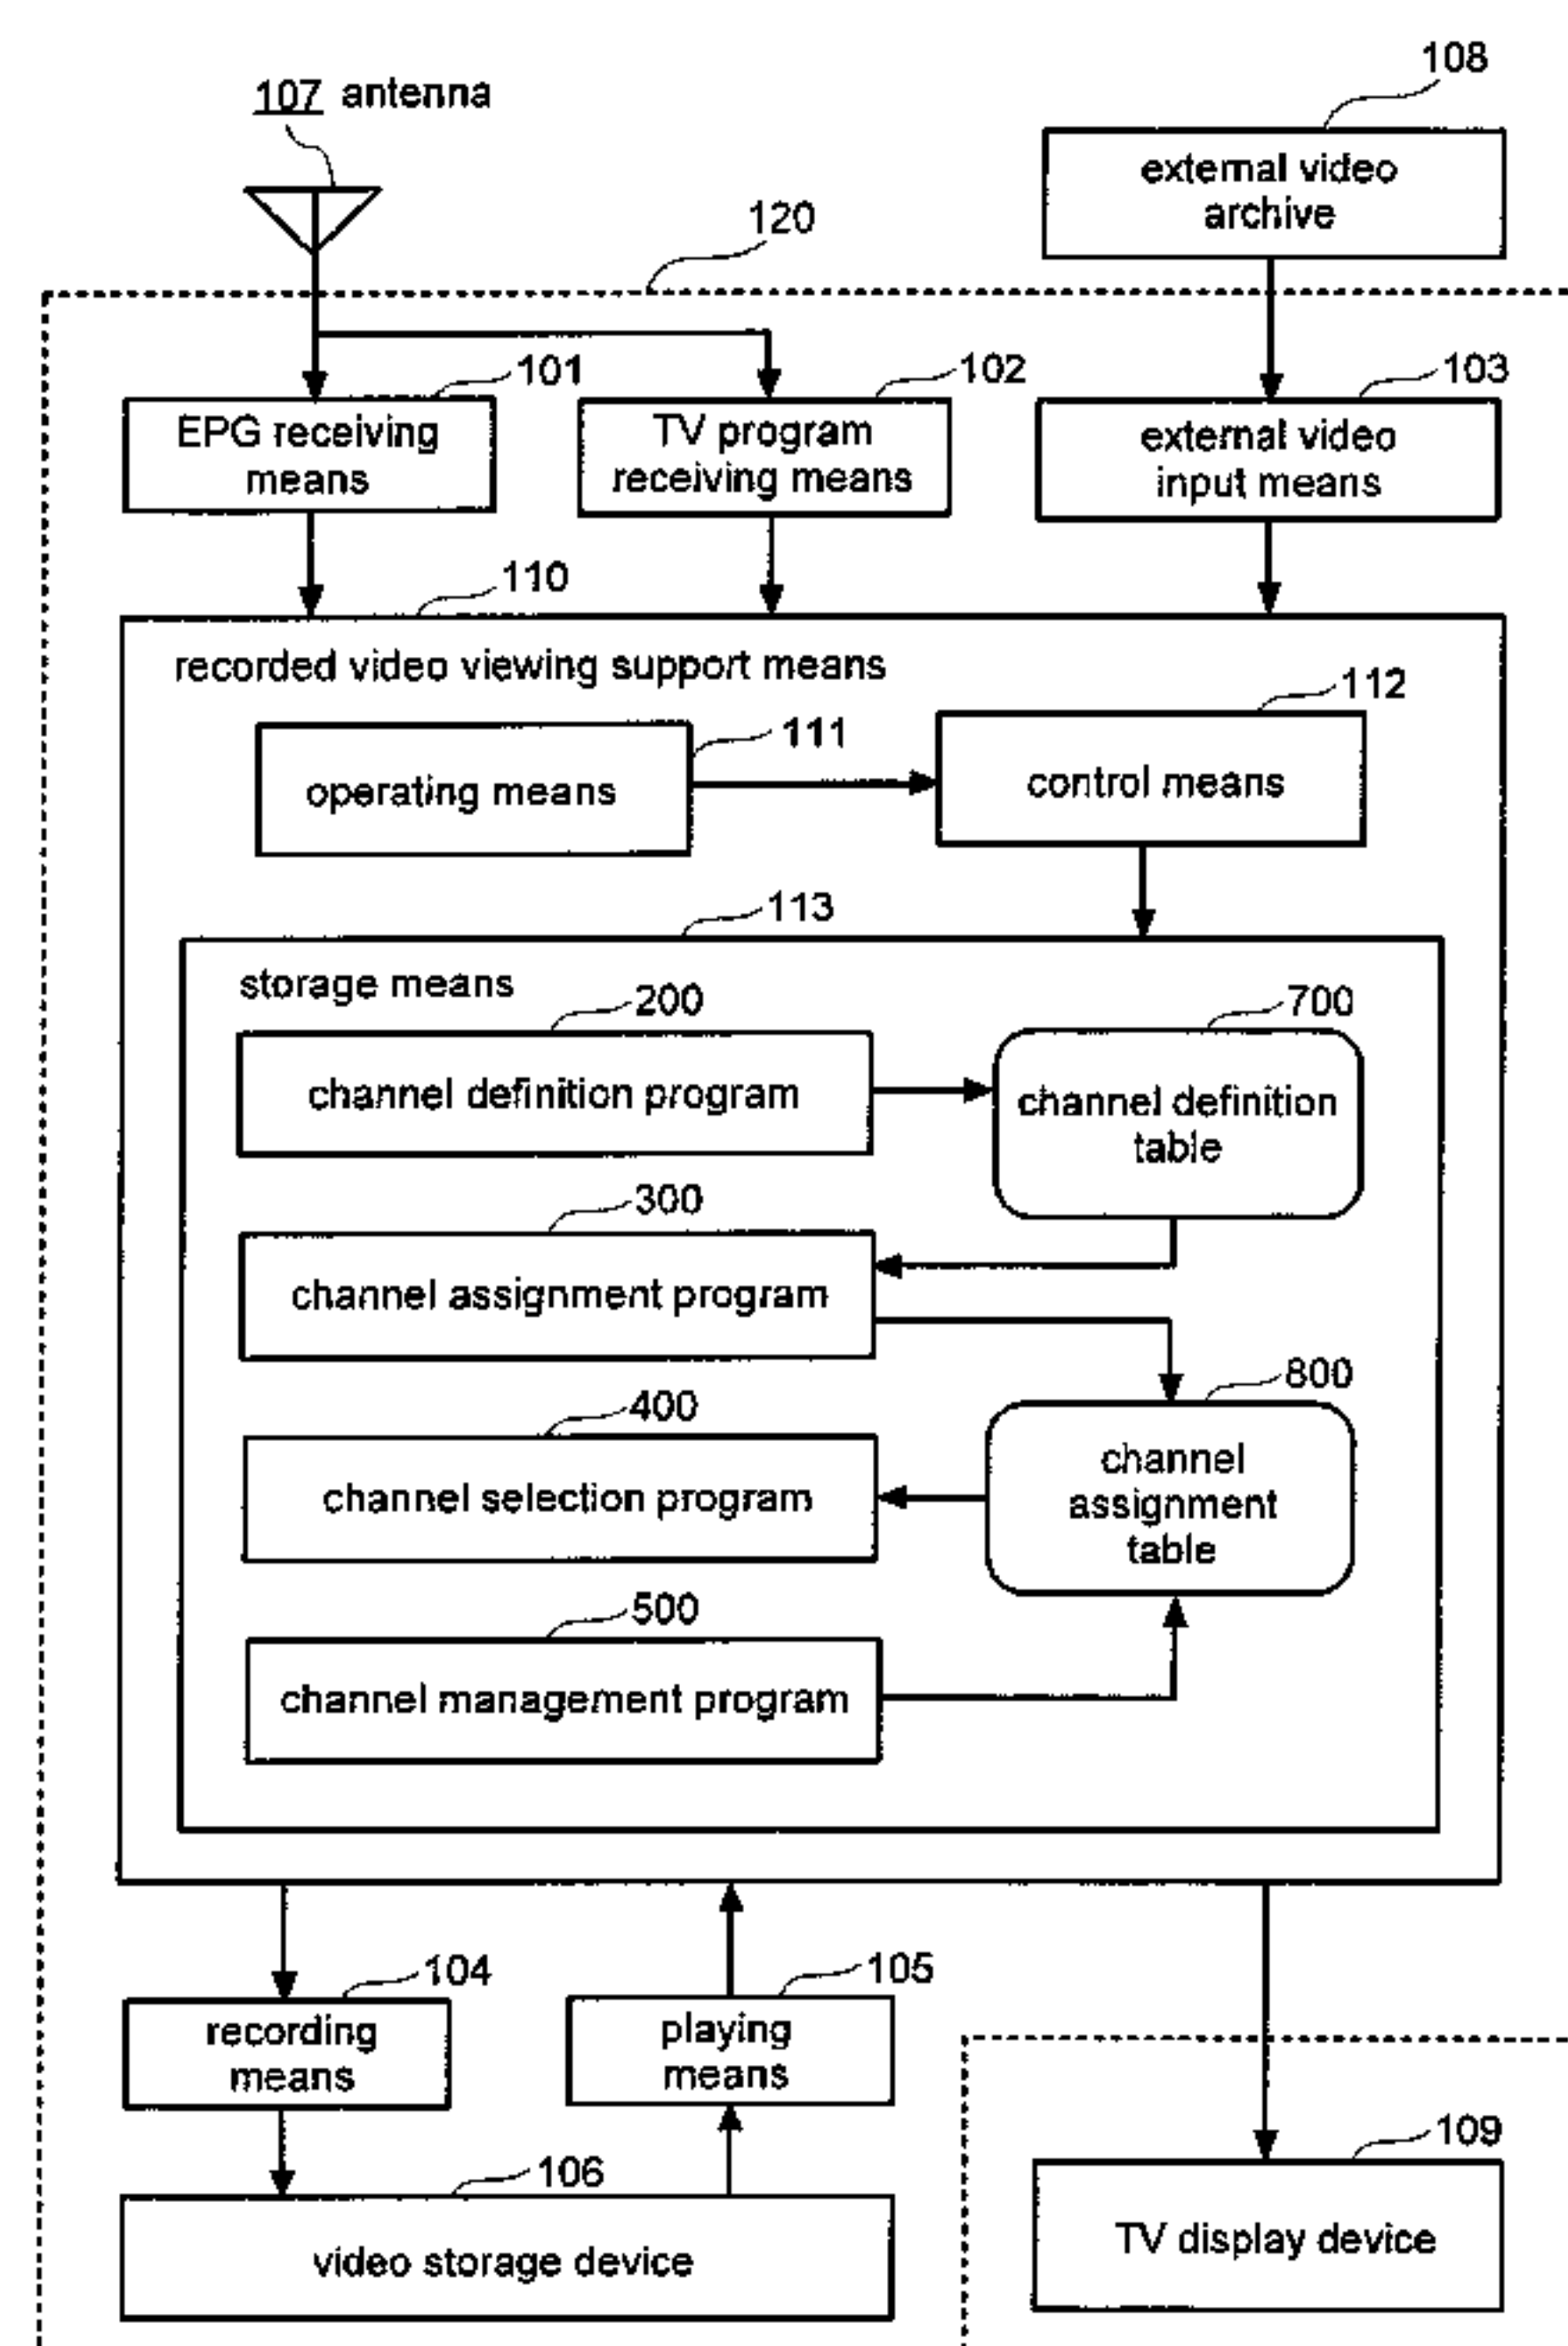 108
107 antenna
external video
archive
120
101
102
103
EPG receiving
means
TV program
receiving means
external video
input means
110
recorded video viewing support means
112
111
operating means
control means
113
storage means
200
700
channel definition program
channel definition
table
300
channel assignment program
800
400
channel
assignment
table
channel selection program
500
channel management program
104
105
recording
means
playing
means
109
106
video storage device
TV display device